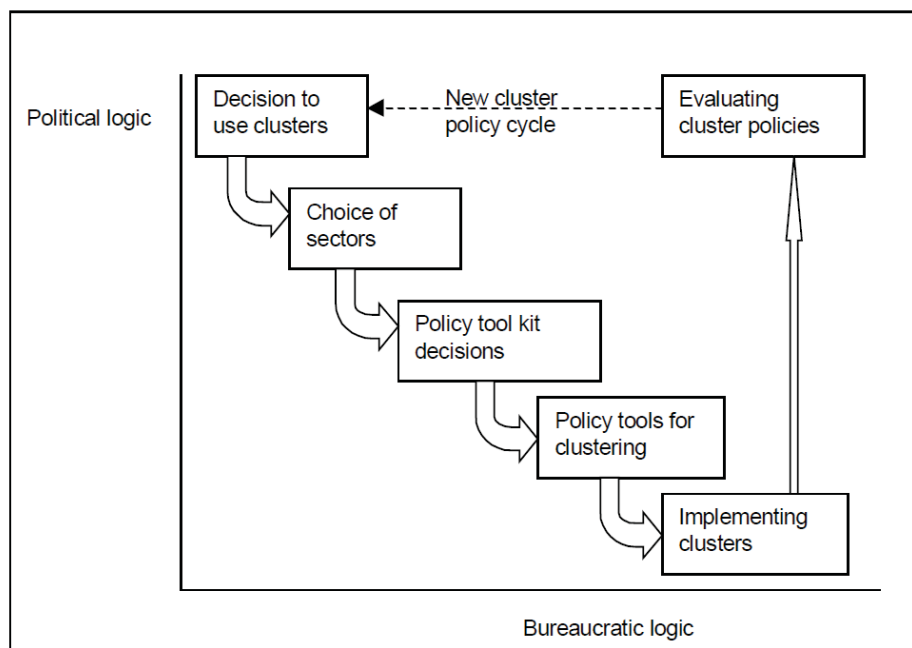 Political logic
Decision to
use clusters
New cluster
policy cycle
Evaluating
cluster policies
Choice of
sectors
Policy tool kit
decisions
Policy tools for
clustering
Implementing
clusters
Bureaucratic logic